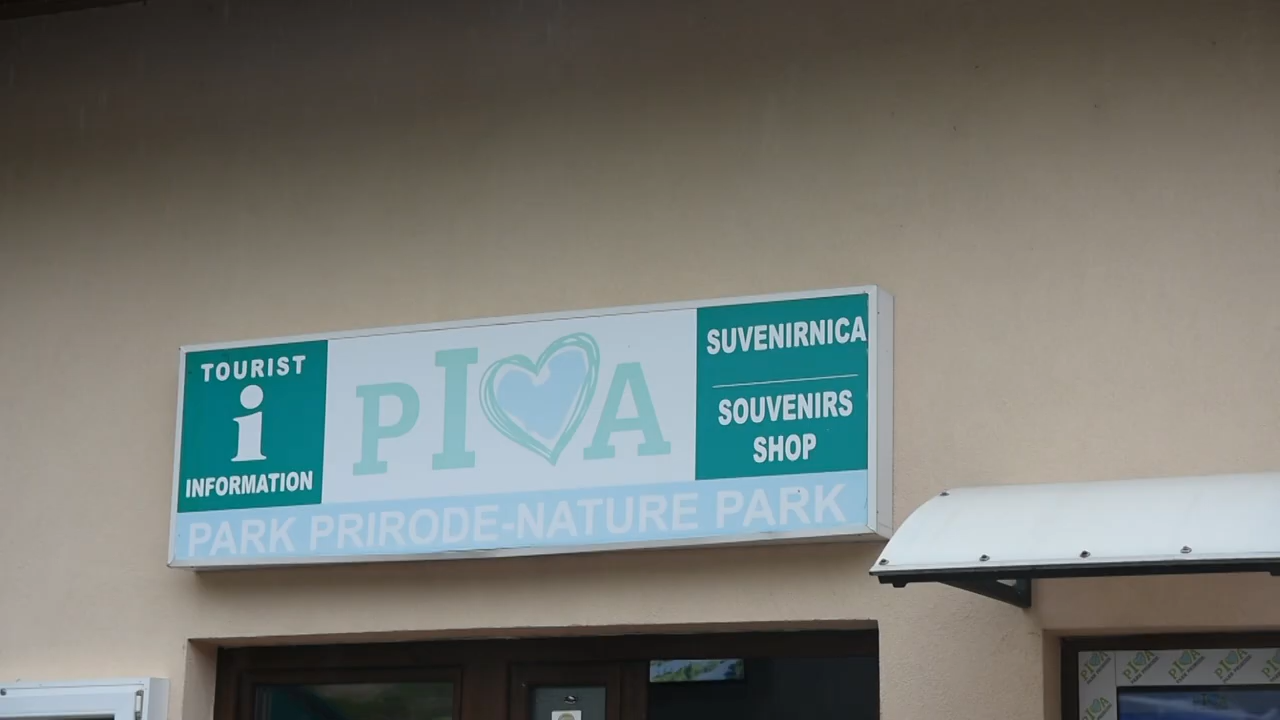 TOURIST
i
INFORMATION
PIVA
SUVENIRNICA
SOUVENIRS
SHOP
PARK PRIRODE-NATURE PARK